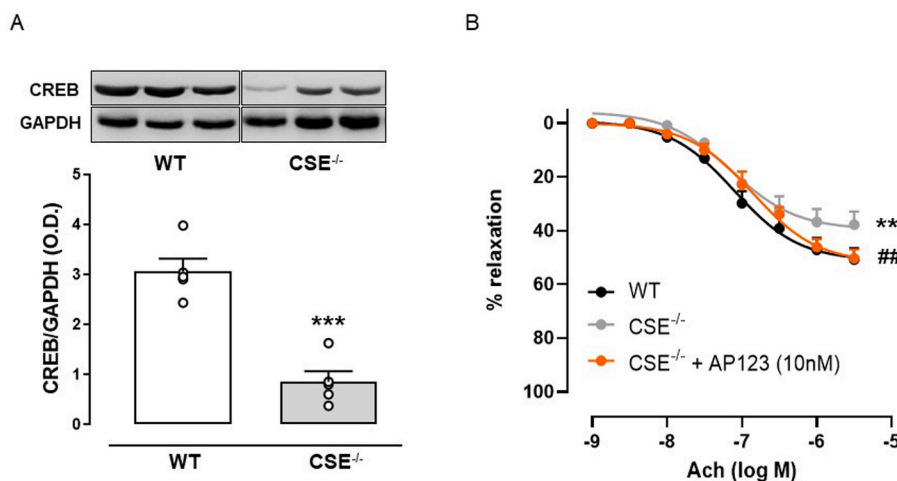 A
CREB
GAPDH
WT CSE-/-
CREB/GAPDH (O.D.)
5
4
3
2
1
0
***
WT CSE-/-
B
% relaxation
0
20
40
60
80
100
**
##
WT
CSE-/-
CSE-/- + AP123 (10nM)
-9 -8 -7 -6 -5
Ach (log M)